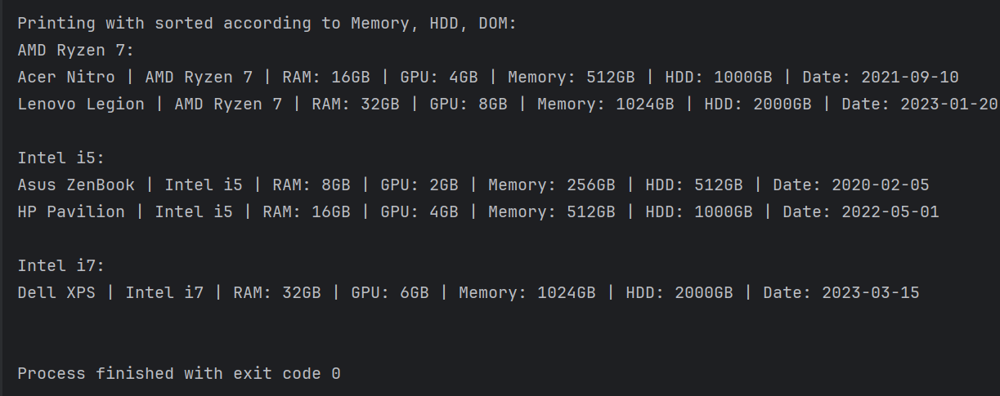 Printing with sorted according to Memory, HDD, DOM:
AMD Ryzen 7:
Acer Nitro | AMD Ryzen 7 | RAM: 16GB | GPU: 4GB | Memory: 512GB | HDD: 1000GB | Date: 2021-09-10
Lenovo Legion | AMD Ryzen 7 | RAM: 32GB | GPU: 8GB | Memory: 1024GB | HDD: 2000GB | Date: 2023-01-20
Intel i5:
Asus ZenBook | Intel i5 | RAM: 8GB | GPU: 2GB | Memory: 256GB | HDD: 512GB | Date: 2020-02-05
HP Pavilion | Intel i5 | RAM: 16GB | GPU: 4GB | Memory: 512GB | HDD: 1000GB | Date: 2022-05-01
Intel i7:
Dell XPS | Intel i7 | RAM: 32GB | GPU: 6GB | Memory: 1024GB | HDD: 2000GB | Date: 2023-03-15
Process finished with exit code 0